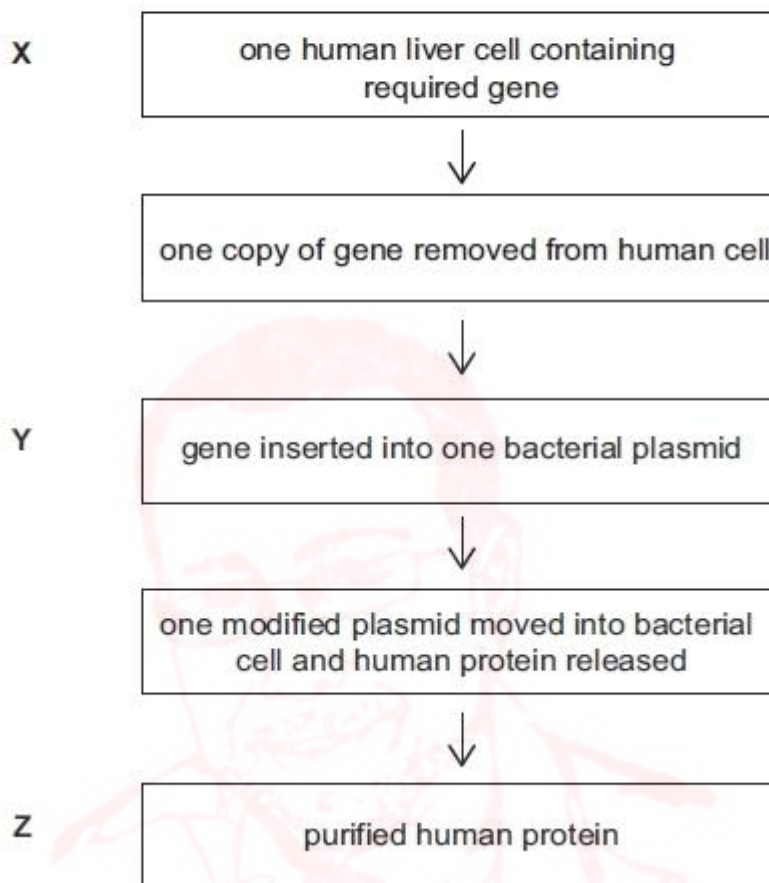 X
one human liver cell containing
required gene
one copy of gene removed from human cell
Y
gene inserted into one bacterial plasmid
one modified plasmid moved into bacterial
cell and human protein released
Z
purified human protein